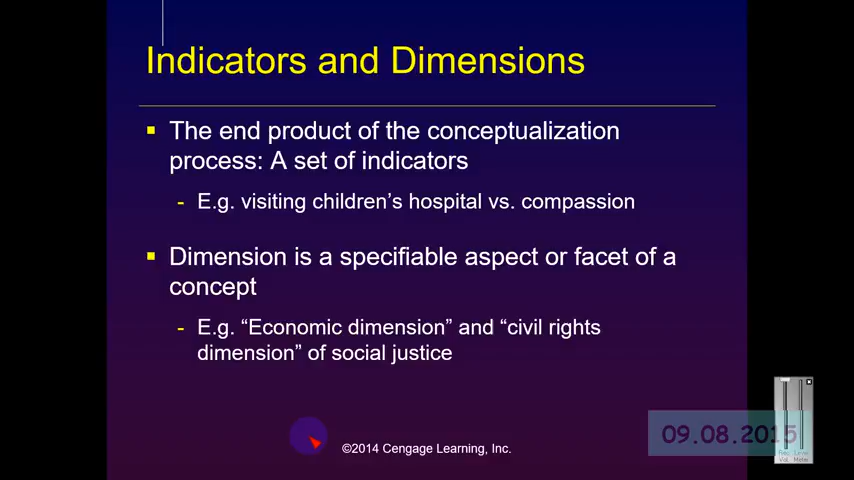 Indicators and Dimensions
▪ The end product of the conceptualization
process: A set of indicators
- E.g. visiting children’s hospital vs. compassion
▪ Dimension is a specifiable aspect or facet of a
concept
- E.g. “Economic dimension” and “civil rights
dimension” of social justice
©2014 Cengage Learning, Inc.
09.08.2015